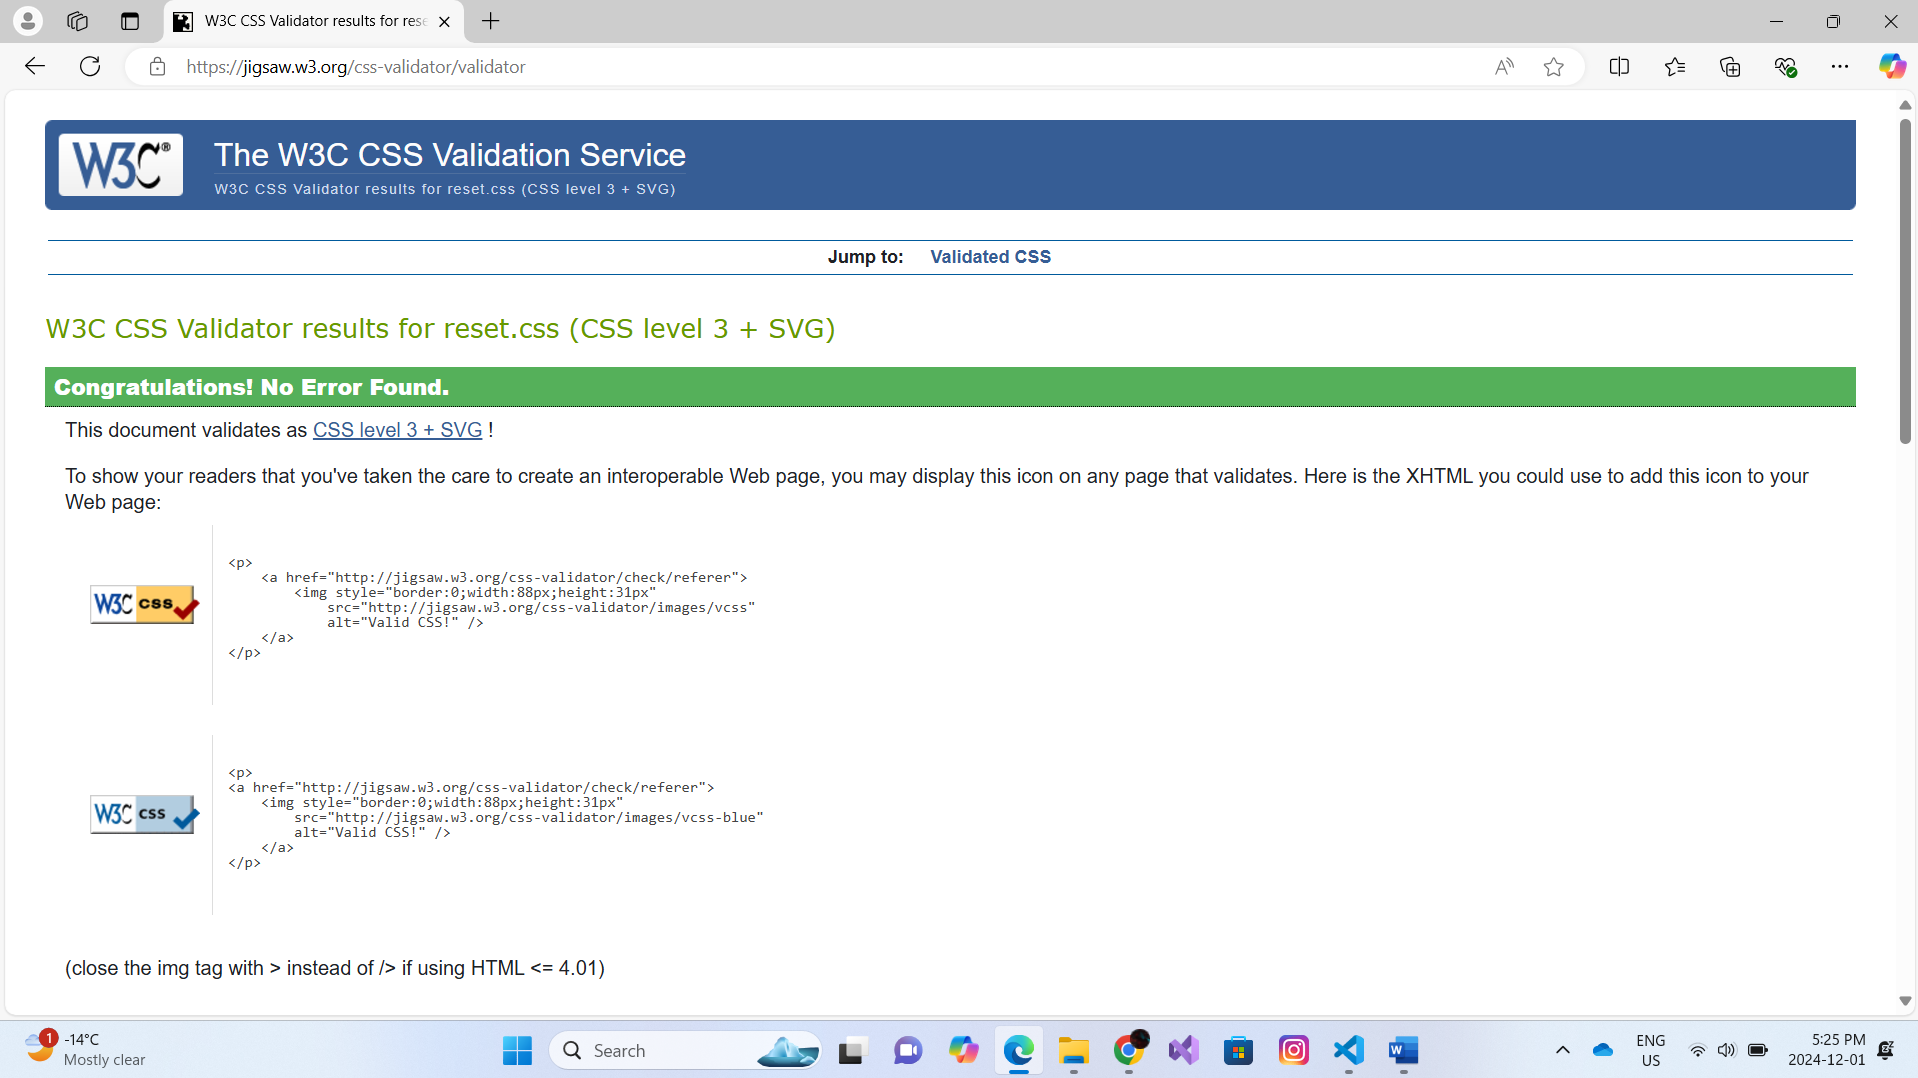 W3C CSS Validator results for rese
https://jigsaw.w3.org/css-validator/validator
W3C®
The W3C CSS Validation Service
W3C CSS Validator results for reset.css (CSS level 3 + SVG)
Jump to: Validated CSS
W3C CSS Validator results for reset.css (CSS level 3 + SVG)
Congratulations! No Error Found.
This document validates as CSS level 3 + SVG !
To show your readers that you've taken the care to create an interoperable Web page, you may display this icon on any page that validates. Here is the XHTML you could use to add this icon to your
Web page:
W3C css
<p>
    <a href="http://jigsaw.w3.org/css-validator/check/referer">
        <img style="border:0;width:88px;height:31px"
            src="http://jigsaw.w3.org/css-validator/images/vcss"
            alt="Valid CSS!" />
    </a>
</p>
W3C css
<p>
<a href="http://jigsaw.w3.org/css-validator/check/referer">
    <img style="border:0;width:88px;height:31px"
        src="http://jigsaw.w3.org/css-validator/images/vcss-blue"
        alt="Valid CSS!" />
    </a>
</p>
(close the img tag with > instead of /> if using HTML <= 4.01)
1
-14°C
Mostly clear
Search
W
ENG
US
5:25 PM
2024-12-01